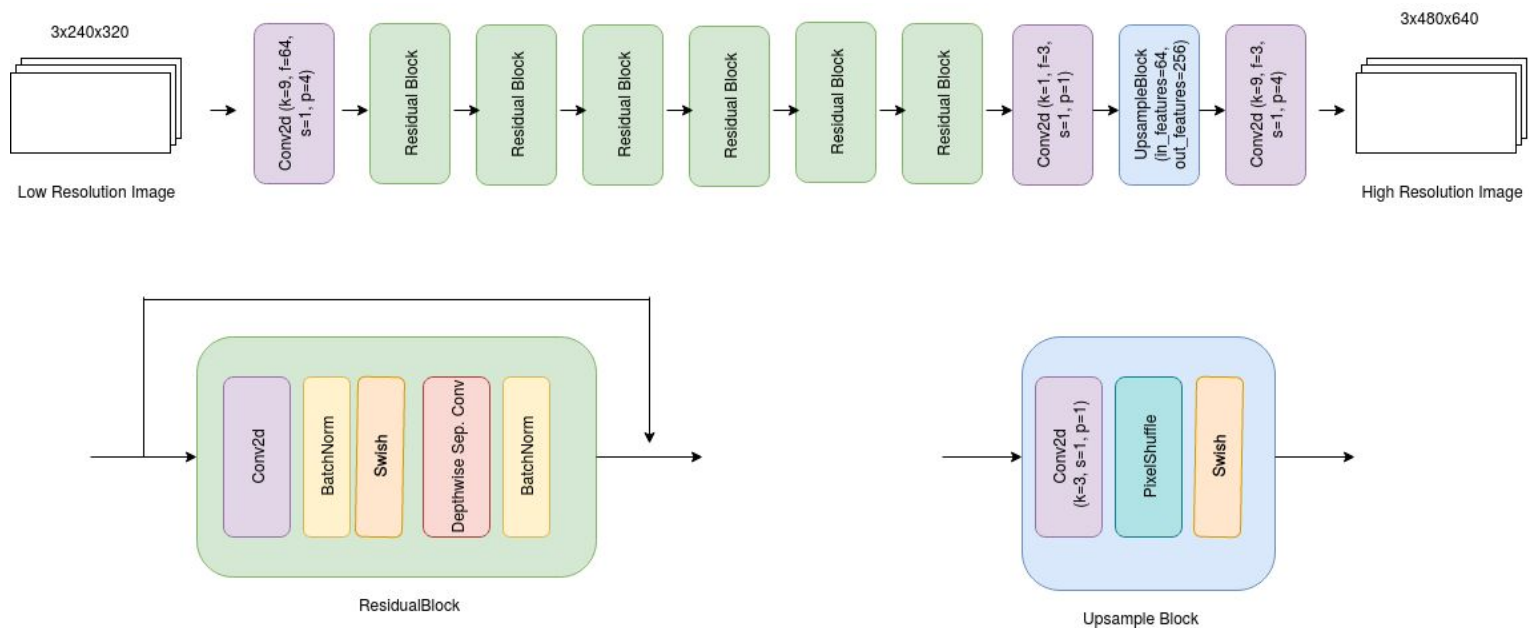 3x240x320
Low Resolution Image
Conv2d (k=9, f=64,
s=1, p=4)
Residual Block
Residual Block
Residual Block
Residual Block
Residual Block
Residual Block
Conv2d (k=1, f=3,
s=1, p=1)
UpsampleBlock
(in_features=64,
out_features=256)
Conv2d (k=9, f=3,
s=1, p=4)
3x480x640
High Resolution Image
Conv2d
BatchNorm
Swish
Depthwise Sep. Conv
BatchNorm
ResidualBlock
Conv2d
(k=3, s=1, p=1)
PixelShuffle
Swish
Upsample Block